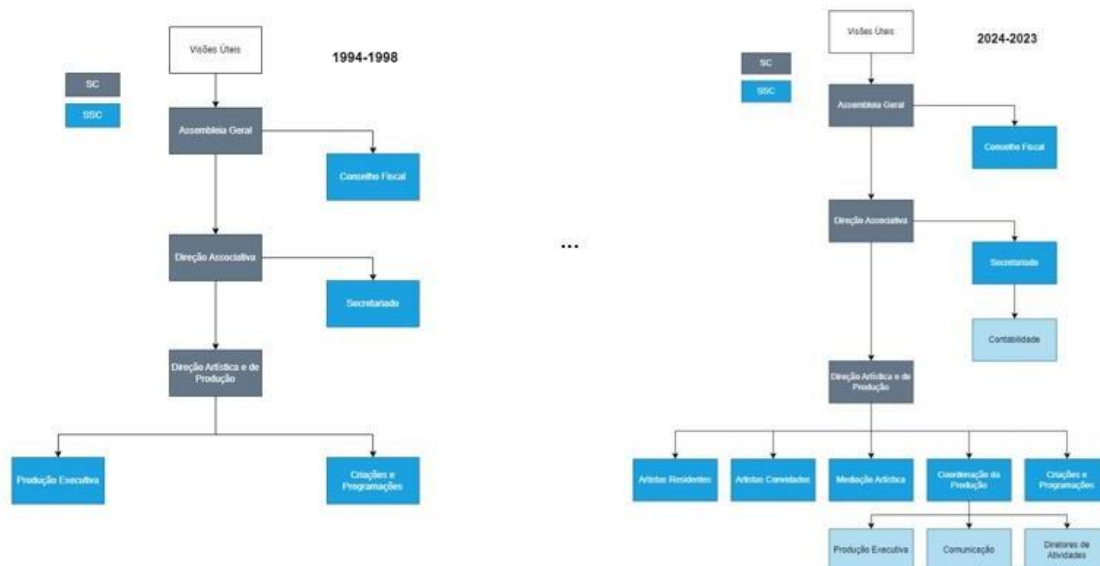 Visões Úteis
1994-1998
SC
SSC
Assembleia Geral
Conselho Fiscal
Direção Associativa
Secretariado
Direção Artística e de
Produção
Produção Executiva
Criações e
Programações
...
Visões Úteis
2024-2023
SC
SSC
Assembleia Geral
Conselho Fiscal
Direção Associativa
Secretariado
Contabilidade
Direção Artística e de
Produção
Artistas Residentes
Artistas Convidados
Mediação Artística
Coordenação da
Produção
Criações e
Programações
Produção Executiva
Comunicação
Diretores de
Atividades